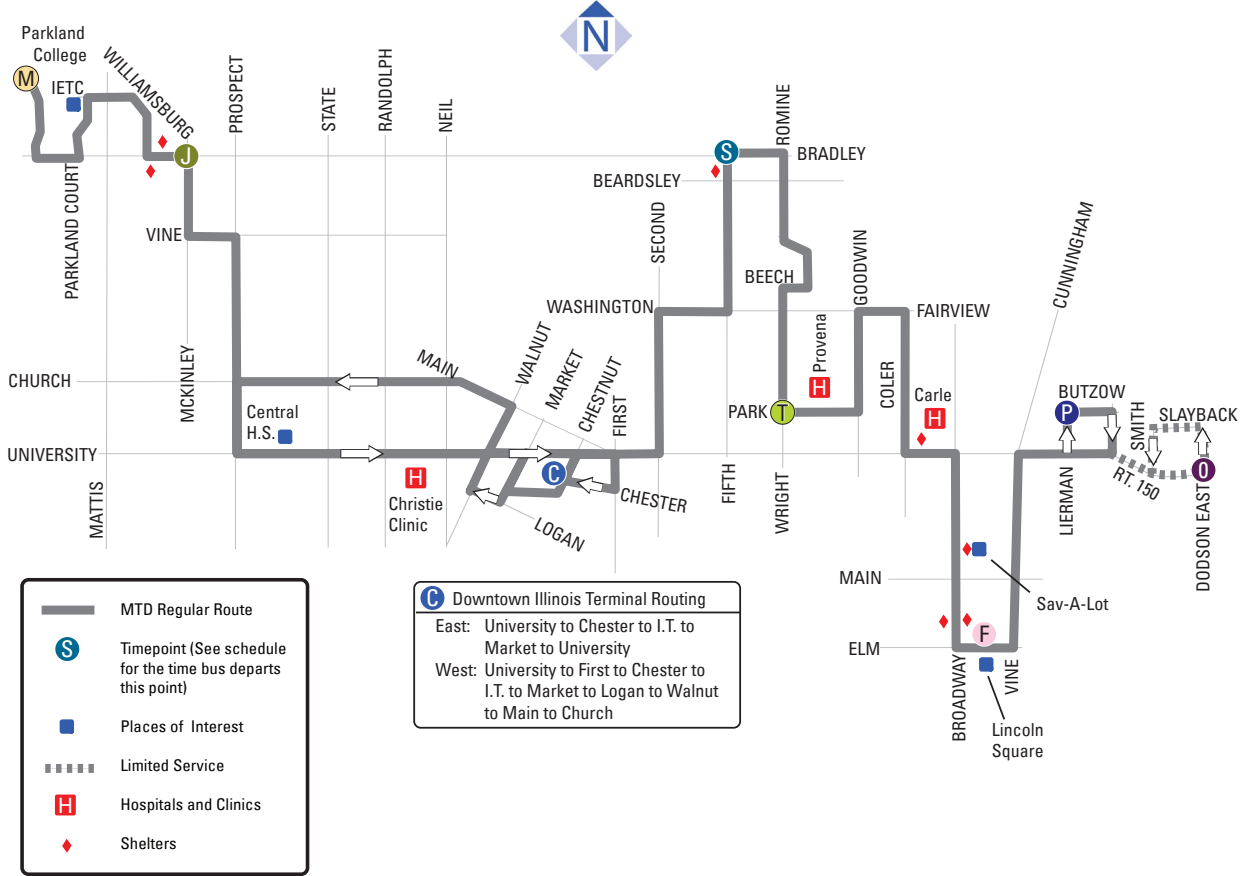 N
Parkland
College
M
IETC
WILLIAMSBURG
J
PROSPECT
STATE
RANDOLPH
NEIL
S
ROMINE
BRADLEY
BEARDSLEY
PARKLAND COURT
VINE
SECOND
BEECH
GOODWIN
CUNNINGHAM
WASHINGTON
FAIRVIEW
MCKINLEY
CHURCH
MAIN
WALNUT
MARKET
CHESTNUT
FIRST
Provena
H
COLER
Carle
H
PARK
T
P
BUTZOW
SMITH
SLAYBACK
Central
H.S.
UNIVERSITY
MATTIS
H
Christie
Clinic
C
CHESTER
LOGAN
FIFTH
WRIGHT
LIERMAN
RT. 150
O
DODSON EAST
MAIN
Sav-A-Lot
ELM
F
BROADWAY
VINE
Lincoln
Square
MTD Regular Route
S
Timepoint (See schedule
for the time bus departs
this point)
Places of Interest
Limited Service
H
Hospitals and Clinics
Shelters
C Downtown Illinois Terminal Routing
East: University to Chester to I.T. to
Market to University
West: University to First to Chester to
I.T. to Market to Logan to Walnut
to Main to Church